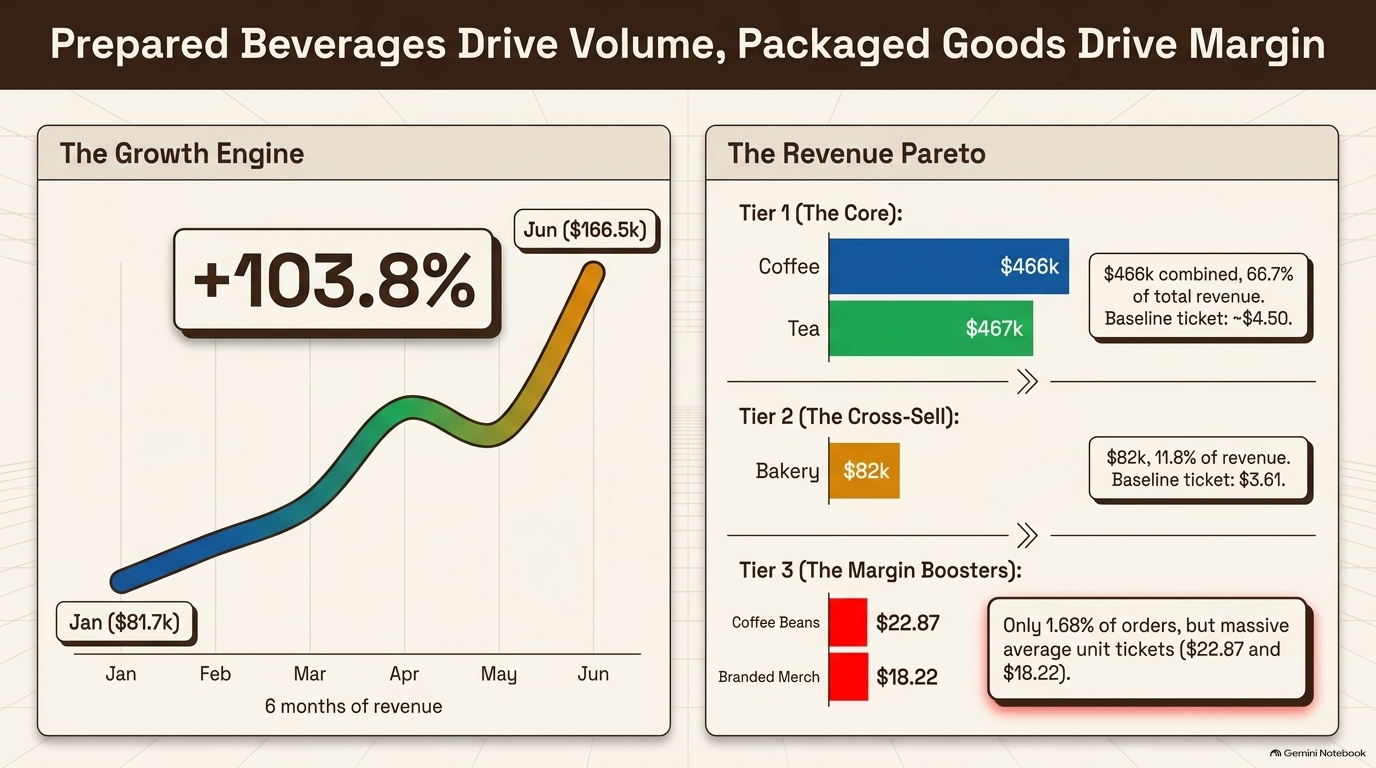 Prepared Beverages Drive Volume, Packaged Goods Drive Margin
The Growth Engine
+103.8%
Jun ($166.5k)
Jan ($81.7k)
Jan
Feb
Mar
Apr
May
Jun
6 months of revenue
The Revenue Pareto
Tier 1 (The Core):
Coffee
$466k
Tea
$467k
$466k combined, 66.7%
of total revenue.
Baseline ticket: ~$4.50.
Tier 2 (The Cross-Sell):
Bakery
$82k
$82k, 11.8% of revenue.
Baseline ticket: $3.61.
Tier 3 (The Margin Boosters):
Coffee Beans
$22.87
Branded Merch
$18.22
Only 1.68% of orders, but massive
average unit tickets ($22.87 and
$18.22).
Gemini Notebook